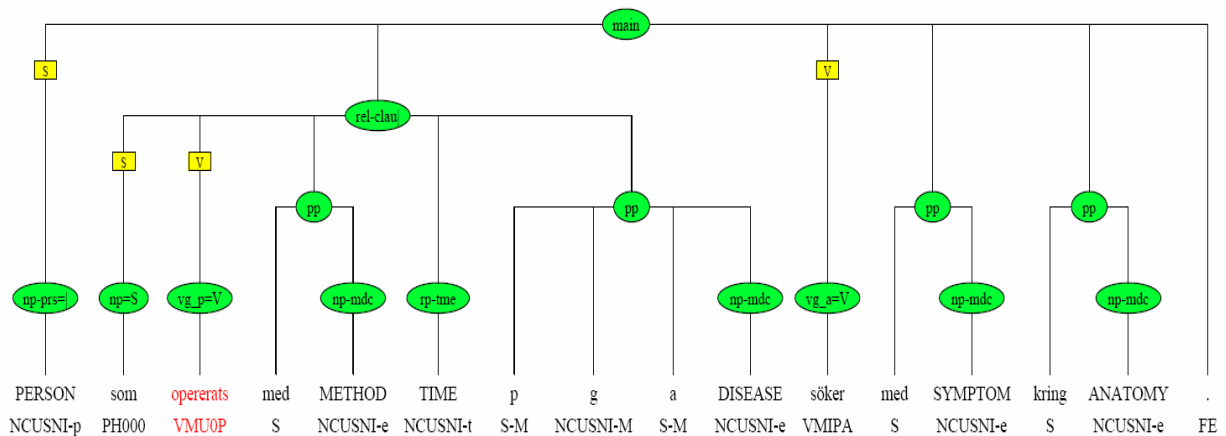 main
S V
rel-clau|
S V
pp pp pp pp
np-prs=| np=S vg_p=V np-mdc rp-tme np-mdc vg_a=V np-mdc np-mdc
PERSON som opererats med METHOD TIME p g a DISEASE söker med SYMPTOM kring ANATOMY .
NCUSNI-p PH000 VMU0P S NCUSNI-e NCUSNI-t S-M NCUSNI-M S-M NCUSNI-e VMIPA S NCUSNI-e S NCUSNI-e FE